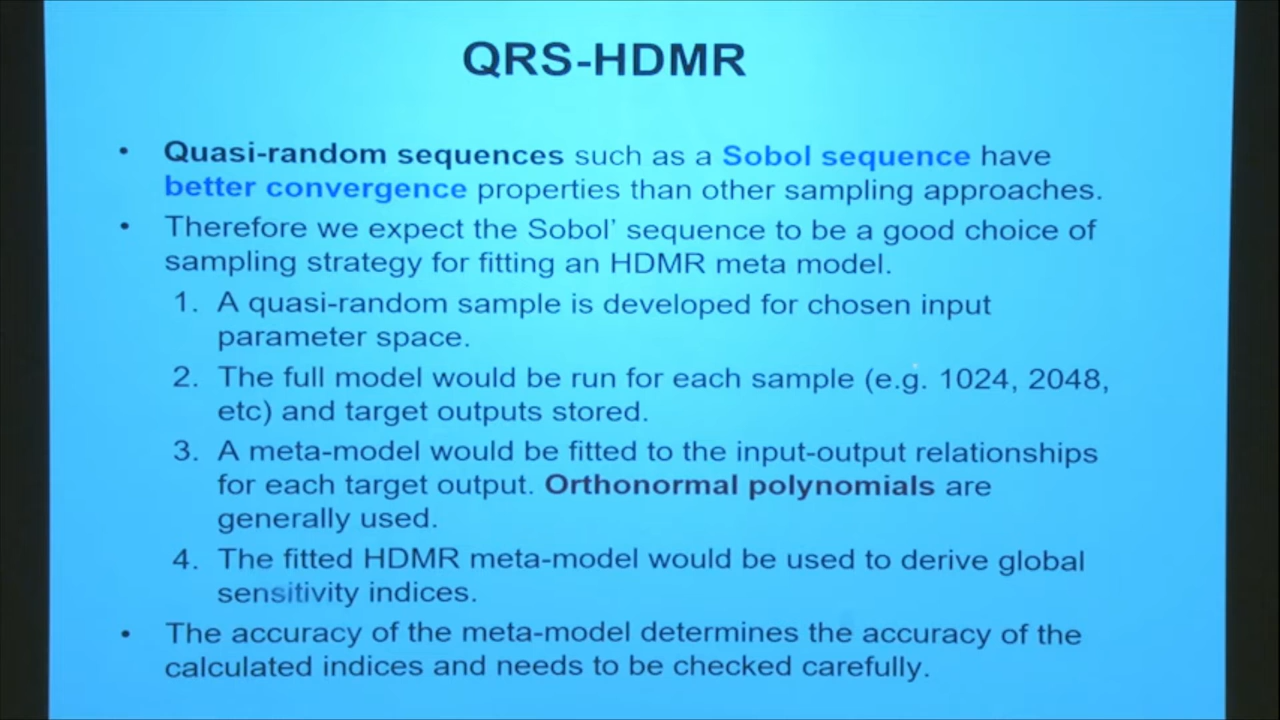 QRS-HDMR
• Quasi-random sequences such as a Sobol sequence have
better convergence properties than other sampling approaches.
• Therefore we expect the Sobol’ sequence to be a good choice of
sampling strategy for fitting an HDMR meta model.
1. A quasi-random sample is developed for chosen input
parameter space.
2. The full model would be run for each sample (e.g. 1024, 2048,
etc) and target outputs stored.
3. A meta-model would be fitted to the input-output relationships
for each target output. Orthonormal polynomials are
generally used.
4. The fitted HDMR meta-model would be used to derive global
sensitivity indices.
• The accuracy of the meta-model determines the accuracy of the
calculated indices and needs to be checked carefully.